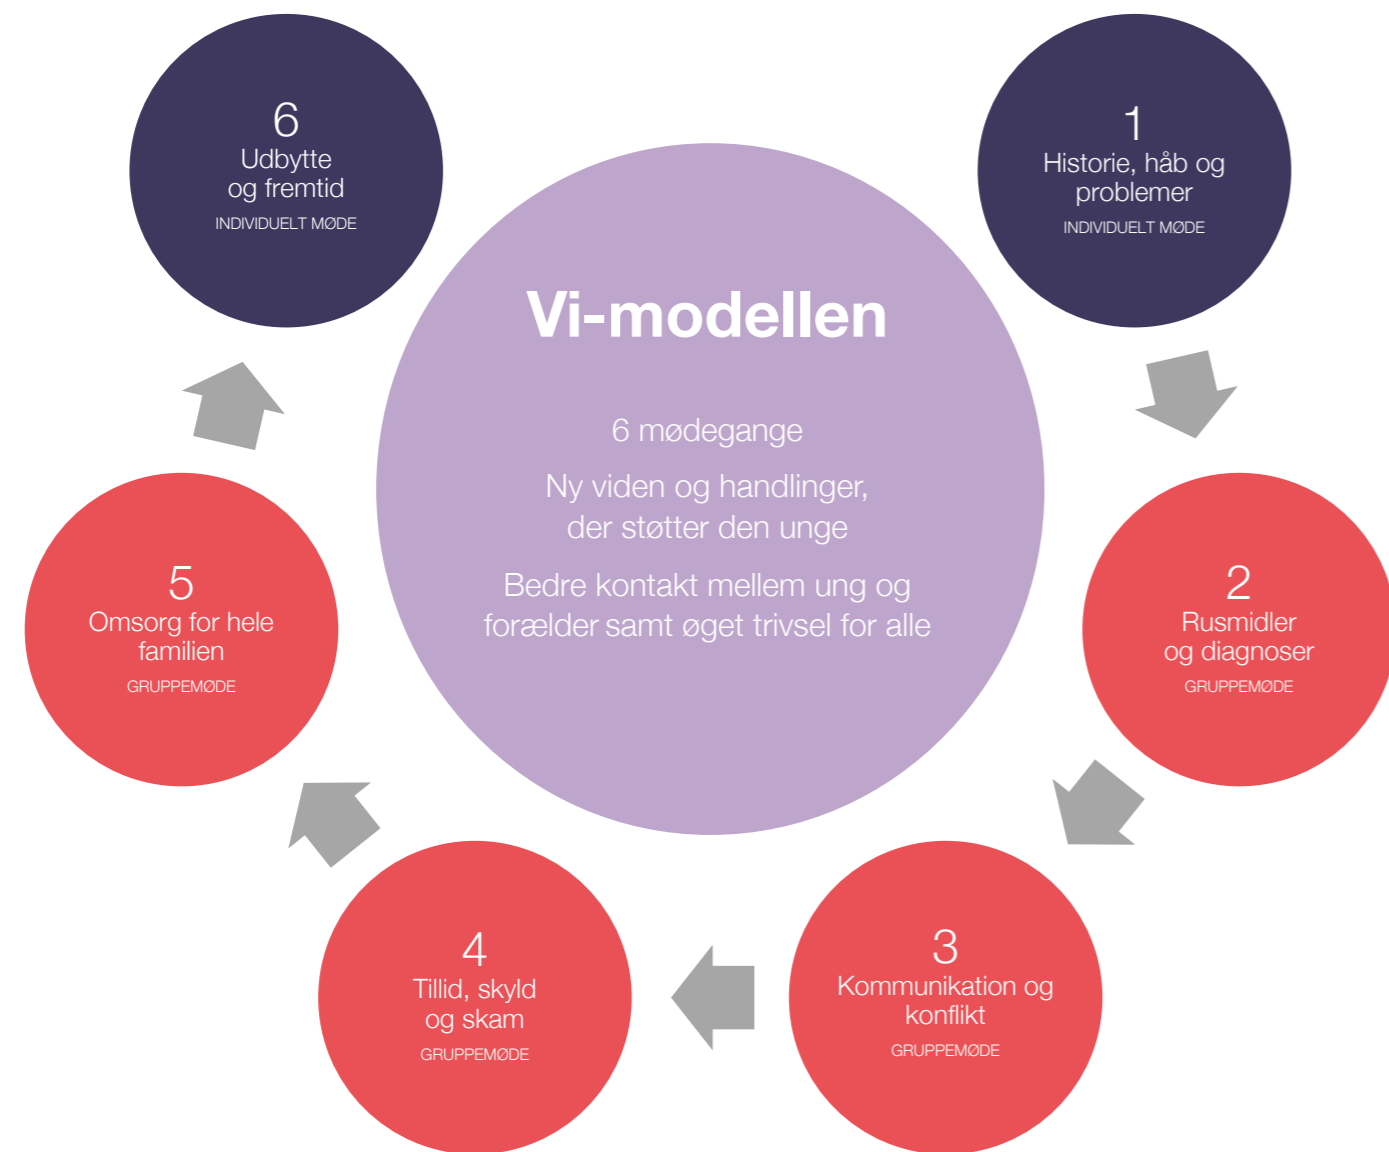 Vi-modellen
6 mødegange
Ny viden og handlinger,
der støtter den unge
Bedre kontakt mellem ung og
forælder samt øget trivsel for alle
1
Historie, håb og
problemer
INDIVIDUELT MØDE
2
Rusmidler
og diagnoser
GRUPPEMØDE
3
Kommunikation og
konflikt
GRUPPEMØDE
4
Tillid, skyld
og skam
GRUPPEMØDE
5
Omsorg for hele
familien
GRUPPEMØDE
6
Udbytte
og fremtid
INDIVIDUELT MØDE